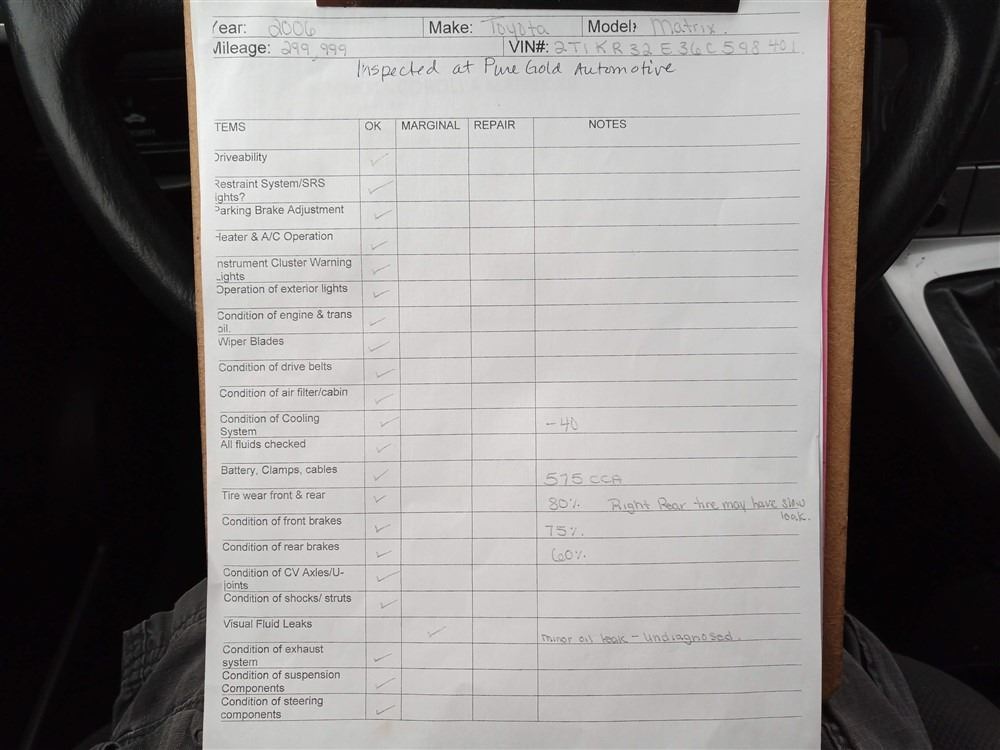 Year: 2006 Make: Toyota Model: Matrix.
Mileage: 299,999 VIN#: 2T1KR32E36C598401
Inspected at Pure Gold Automotive
TEMS OK MARGINAL REPAIR NOTES
Driveability ✓
Restraint System/SRS ✓
ights?
Parking Brake Adjustment ✓
Heater & A/C Operation ✓
nstrument Cluster Warning ✓
Lights
Operation of exterior lights ✓
Condition of engine & trans ✓
oil.
Wiper Blades ✓
Condition of drive belts ✓
Condition of air filter/cabin ✓
Condition of Cooling ✓ -40
System
All fluids checked ✓
Battery, Clamps, cables ✓ 575 CCA
Tire wear front & rear ✓ 80% Right Rear tire may have slow
leak.
Condition of front brakes ✓ 75%.
Condition of rear brakes ✓ 60%.
Condition of CV Axles/U- ✓
joints
Condition of shocks/ struts ✓
Visual Fluid Leaks ✓ minor oil leak - undiagnosed.
Condition of exhaust ✓
system
Condition of suspension ✓
Components
Condition of steering ✓
components